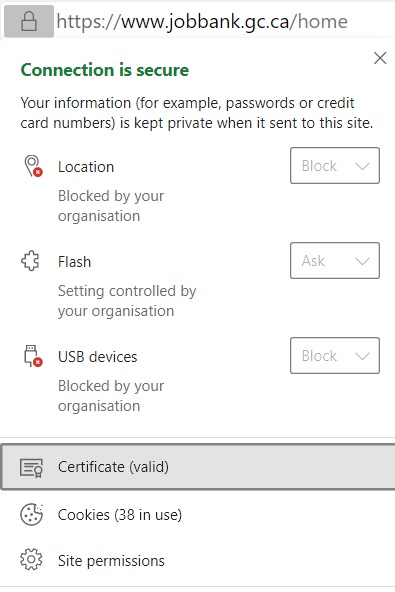 https://www.jobbank.gc.ca/home
Connection is secure
Your information (for example, passwords or credit
card numbers) is kept private when it sent to this site.
Location
Block
Blocked by your
organisation
Flash
Ask
Setting controlled by
your organisation
USB devices
Block
Blocked by your
organisation
Certificate (valid)
Cookies (38 in use)
Site permissions